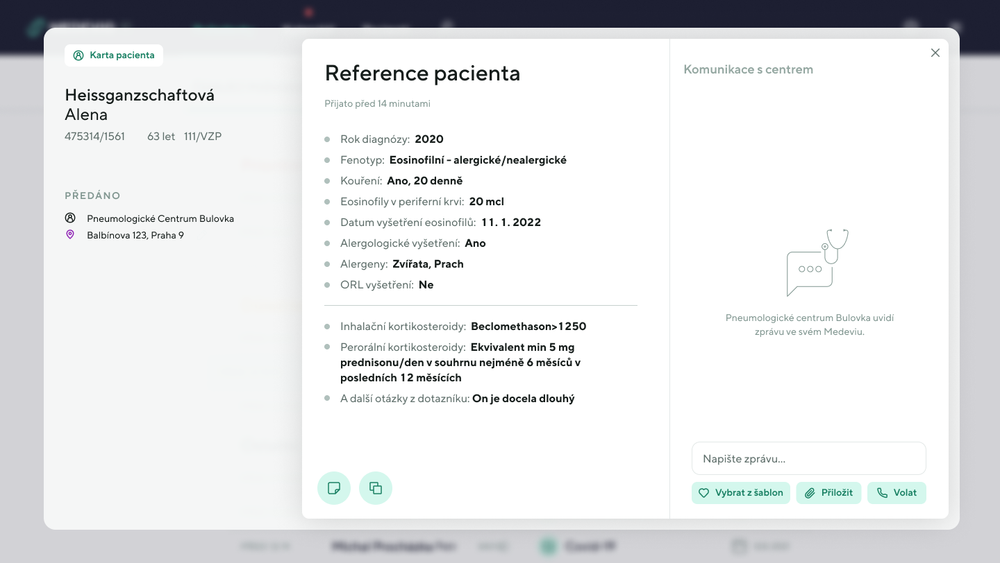 Karta pacienta
Heissganzschaftová
Alena
475314/1561 63 let 111/VZP
PŘEDÁNO
Pneumologické Centrum Bulovka
Balbínova 123, Praha 9
Reference pacienta
Přijato před 14 minutami
Rok diagnózy: 2020
Fenotyp: Eosinofilní - alergické/nealergické
Kouření: Ano, 20 denně
Eosinofily v periferní krvi: 20 mcl
Datum vyšetření eosinofilů: 11. 1. 2022
Alergologické vyšetření: Ano
Alergeny: Zvířata, Prach
ORL vyšetření: Ne
Inhalační kortikosteroidy: Beclomethason>1250
Perorální kortikosteroidy: Ekvivalent min 5 mg
prednisonu/den v souhrnu nejméně 6 měsíců v
posledních 12 měsících
A další otázky z dotazníku: On je docela dlouhý
Komunikace s centrem
Pneumologické centrum Bulovka uvidí
zprávu ve svém Medeviu.
Napište zprávu...
Vybrat z šablon
Přiložit
Volat
Michal Procházka
Covid-19